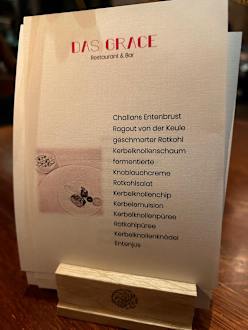 DAS GRACE
Restaurant & Bar
Challans Entenbrust
Ragout von der Keule
geschmorter Rotkohl
Kerbelknollenschaum
fermentierte
Knoblauchcreme
Rotkohlsalat
Kerbelknollenchip
Kerbelemulsion
Kerbelknollenpüree
Rotkohlpüree
Kerbelknollenknödel
Entenjus